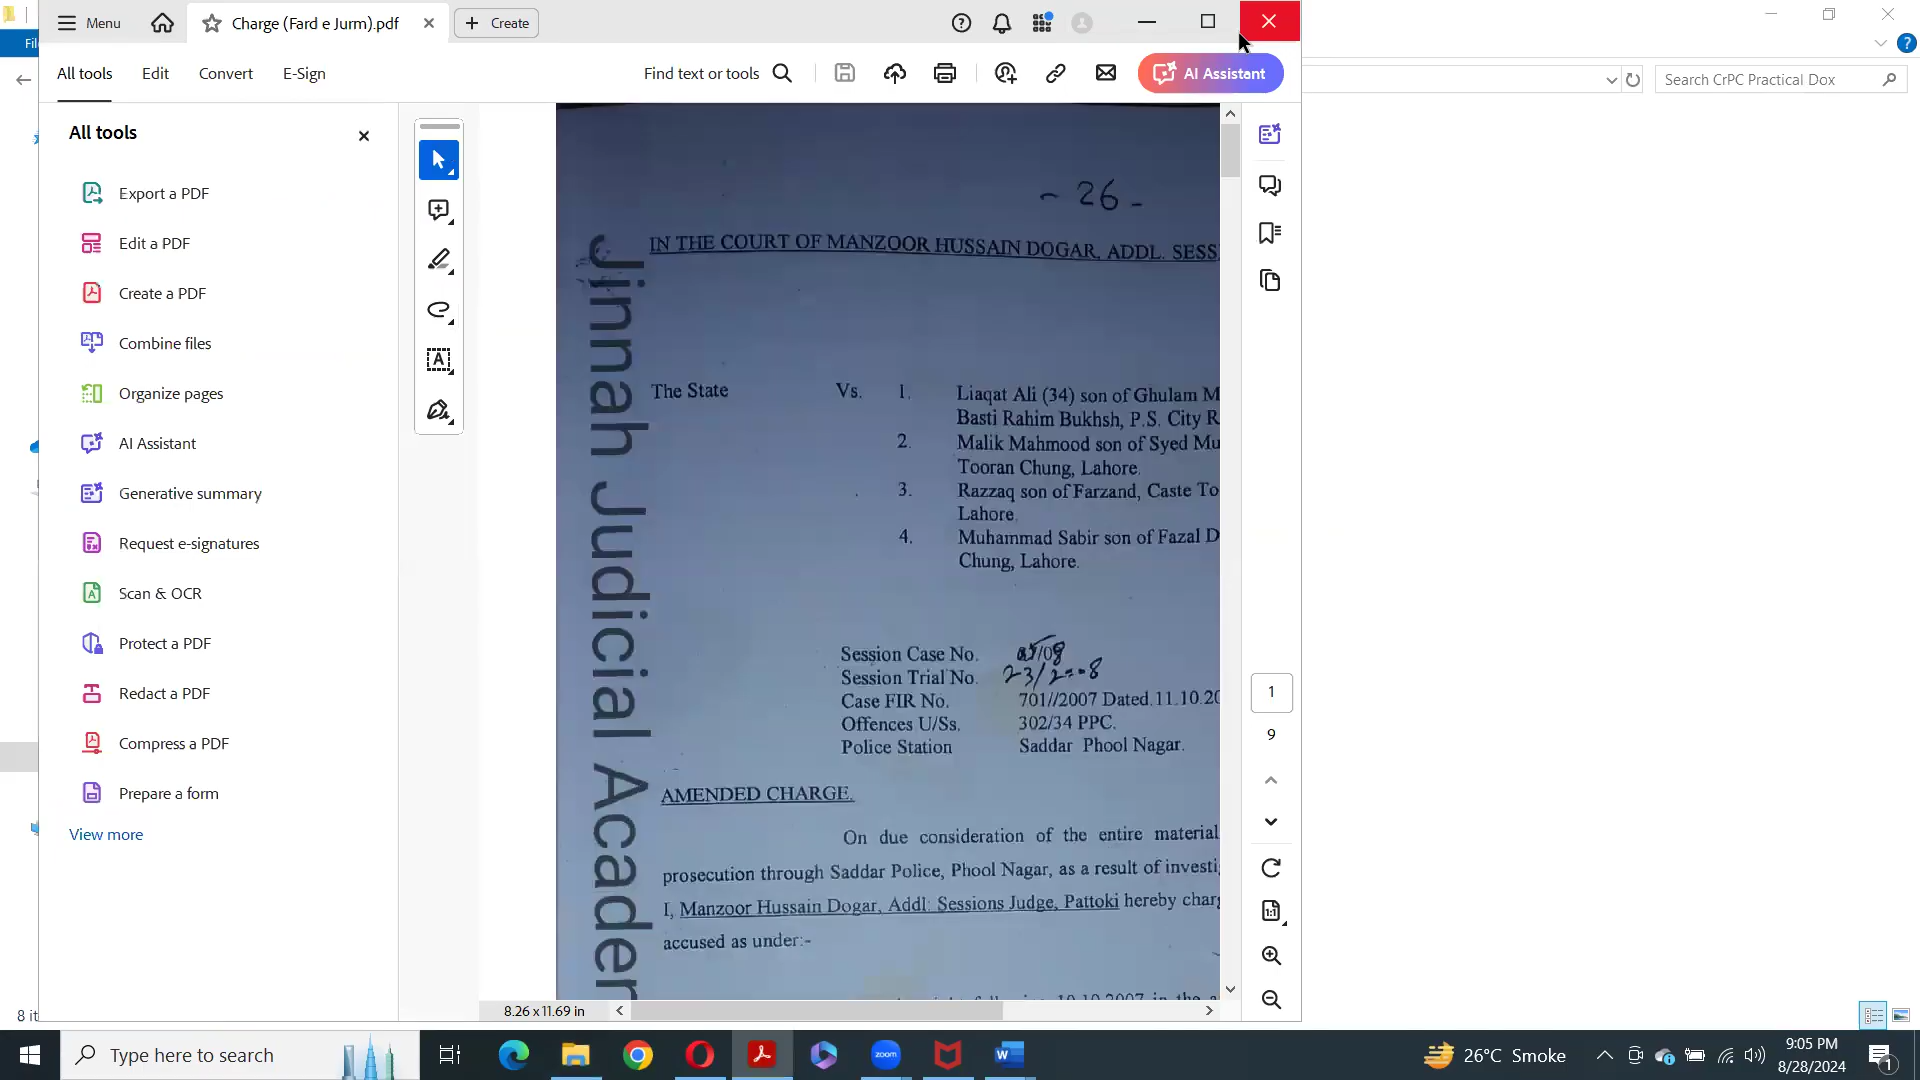 Menu
Charge (Fard e Jurm).pdf
Create
All tools
Edit
Convert
E-Sign
Find text or tools
AI Assistant
Search CrPC Practical Dox
All tools
Export a PDF
Edit a PDF
Create a PDF
Combine files
Organize pages
AI Assistant
Generative summary
Request e-signatures
Scan & OCR
Protect a PDF
Redact a PDF
Compress a PDF
Prepare a form
View more
- 26 -
IN THE COURT OF MANZOOR HUSSAIN DOGAR, ADDL. SESS
Jinnah Judicial Academ
The State Vs. 1. Liaqat Ali (34) son of Ghulam M
Basti Rahim Bukhsh, P.S. City R
2. Malik Mahmood son of Syed Mu
Tooran Chung, Lahore.
3. Razzaq son of Farzand, Caste To
Lahore.
4. Muhammad Sabir son of Fazal D
Chung, Lahore.
Session Case No. /08
Session Trial No. 23/
Case FIR No. 701//2007 Dated.11.10.20
Offences U/Ss. 302/34 PPC.
Police Station Saddar Phool Nagar.
AMENDED CHARGE.
On due consideration of the entire material
prosecution through Saddar Police, Phool Nagar, as a result of investi
I, Manzoor Hussain Dogar, Addl: Sessions Judge, Pattoki hereby charg
accused as under:-
1
9
8.26 x 11.69 in
8 it
Type here to search
zoom
26°C Smoke
9:05 PM
8/28/2024
1